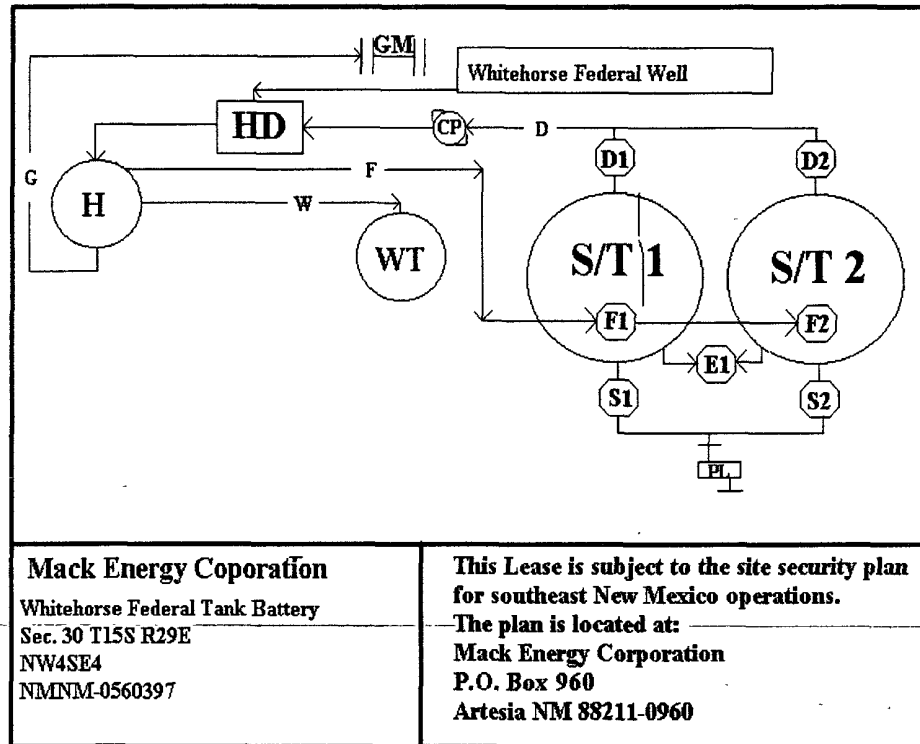 GM
Whitehorse Federal Well
HD
CP
D
D1
D2
G
H
F
W
WT
S/T 1
S/T 2
F1
F2
E1
S1
S2
PL
Mack Energy Coporation
Whitehorse Federal Tank Battery
Sec. 30 T15S R29E
NW4SE4
NMNM-0560397
This Lease is subject to the site security plan
for southeast New Mexico operations.
The plan is located at:
Mack Energy Corporation
P.O. Box 960
Artesia NM 88211-0960